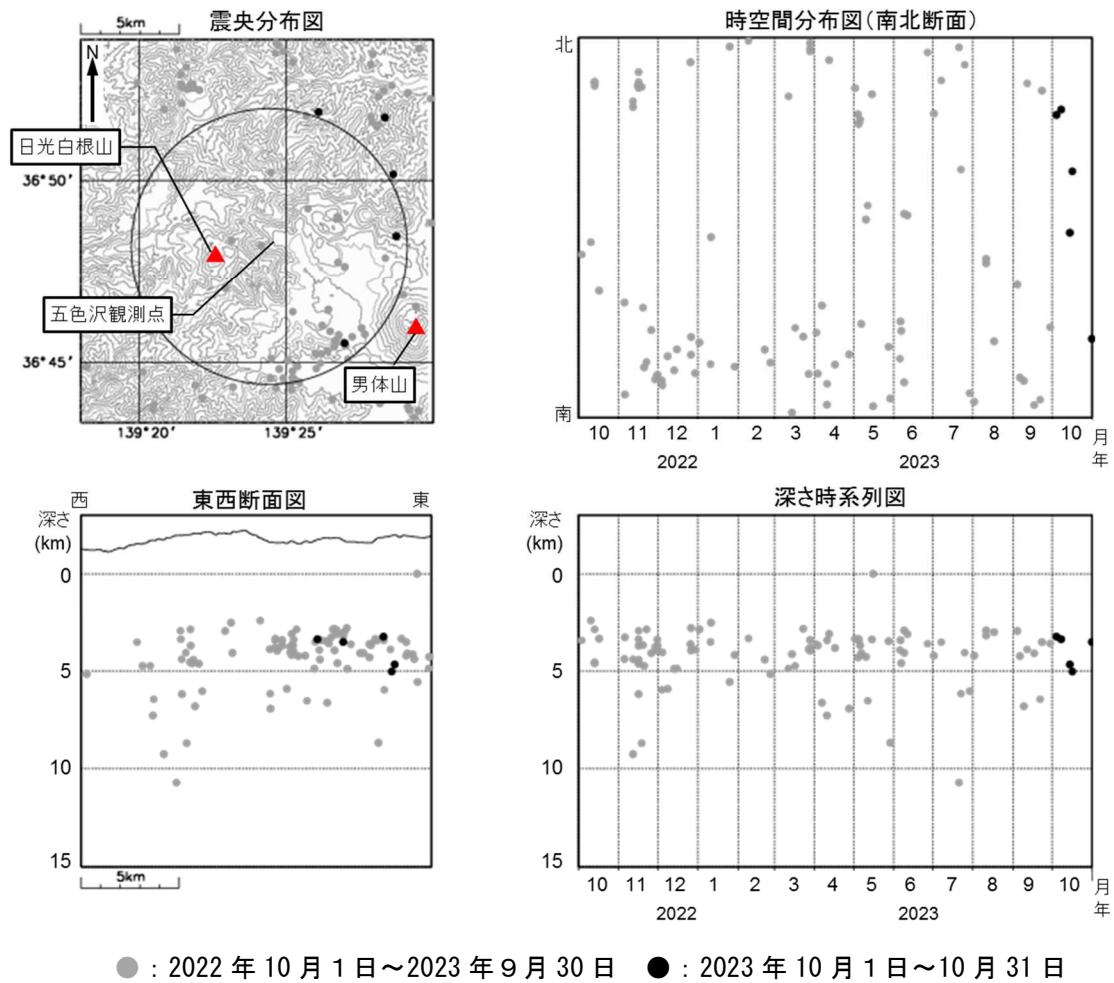 5km
震央分布図
N
日光白根山
36°50′
五色沢観測点
36°45′
男体山
139°20′
139°25′
時空間分布図(南北断面)
北
南
10 11 12 1 2 3 4 5 6 7 8 9 10 月
2022 2023 年
西 東西断面図 東
深さ
(km)
0
5
10
15
5km
深さ時系列図
深さ
(km)
0
5
10
15
10 11 12 1 2 3 4 5 6 7 8 9 10 月
2022 2023 年
●:2022年10月1日~2023年9月30日 ●:2023年10月1日~10月31日